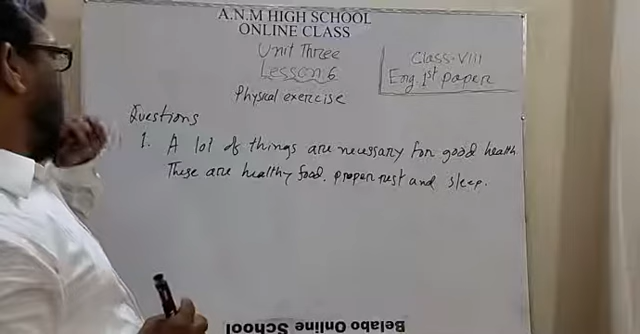 A.N.M HIGH SCHOOL
ONLINE CLASS
Unit Three
Lesson 6
Physical exercise
Class-VIII
Eng. 1st paper
Questions
1. A lot of things are necessary for good health
These are healthy food. proper rest and sleep.
Belabo Online School